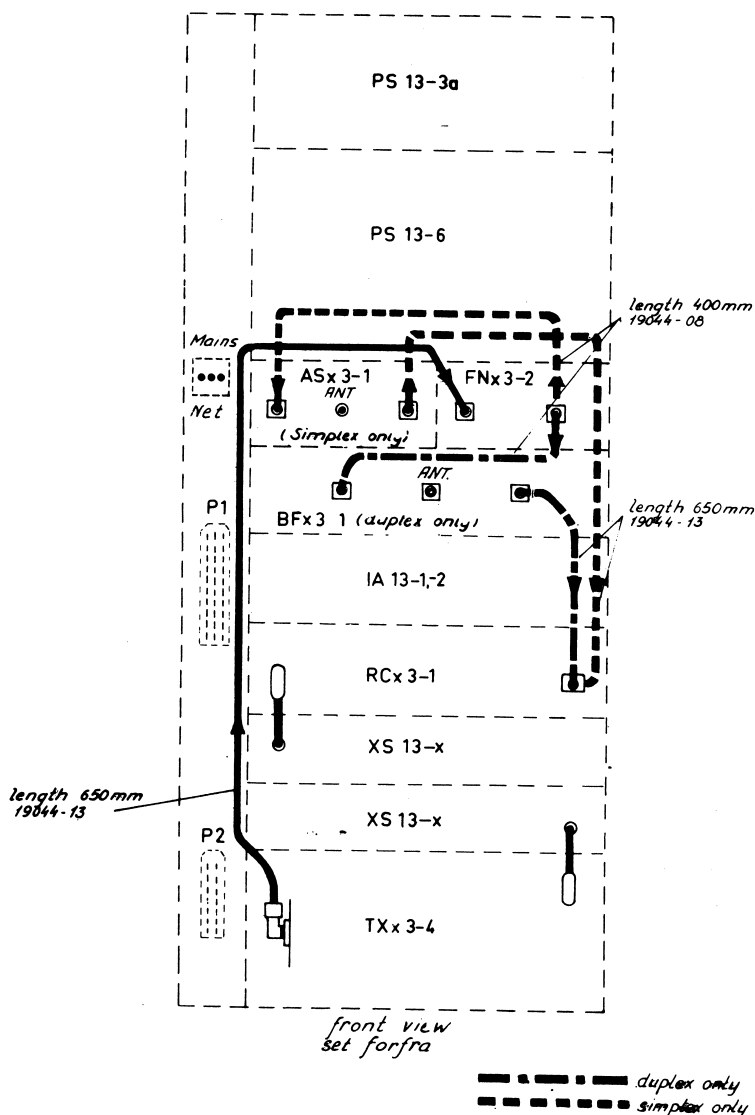 PS 13-3a
PS 13-6
length 400mm
19044-08
Mains
Net
ASx 3-1
ANT
(Simplex only)
FNx 3-2
ANT.
BFx 3 1 (duplex only)
P1
length 650mm
19044-13
IA 13-1,-2
RCx 3-1
XS 13-x
length 650mm
19044-13
XS 13-x
P2
TXx 3-4
front view
set forfra
duplex only
simplex only